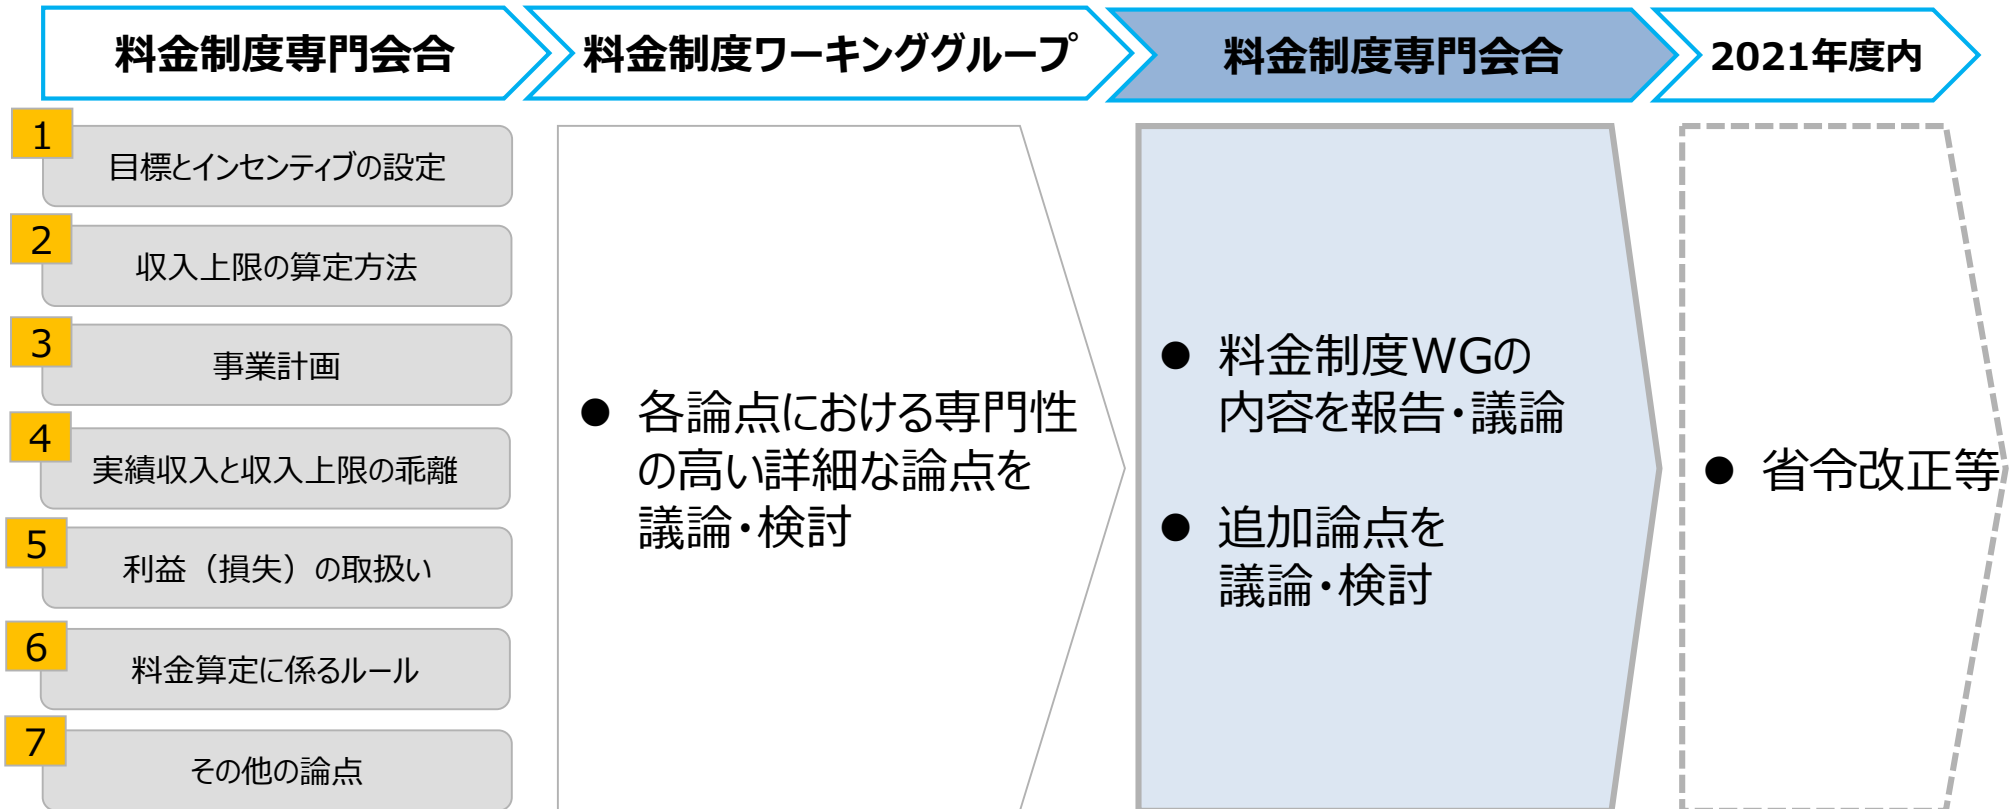 料金制度専門会合
料金制度ワーキンググループ
料金制度専門会合
2021年度内
1
目標とインセンティブの設定
2
収入上限の算定方法
3
事業計画
4
実績収入と収入上限の乖離
5
利益（損失）の取扱い
6
料金算定に係るルール
7
その他の論点
● 各論点における専門性
の高い詳細な論点を
議論・検討
● 料金制度WGの
内容を報告・議論
● 追加論点を
議論・検討
● 省令改正等